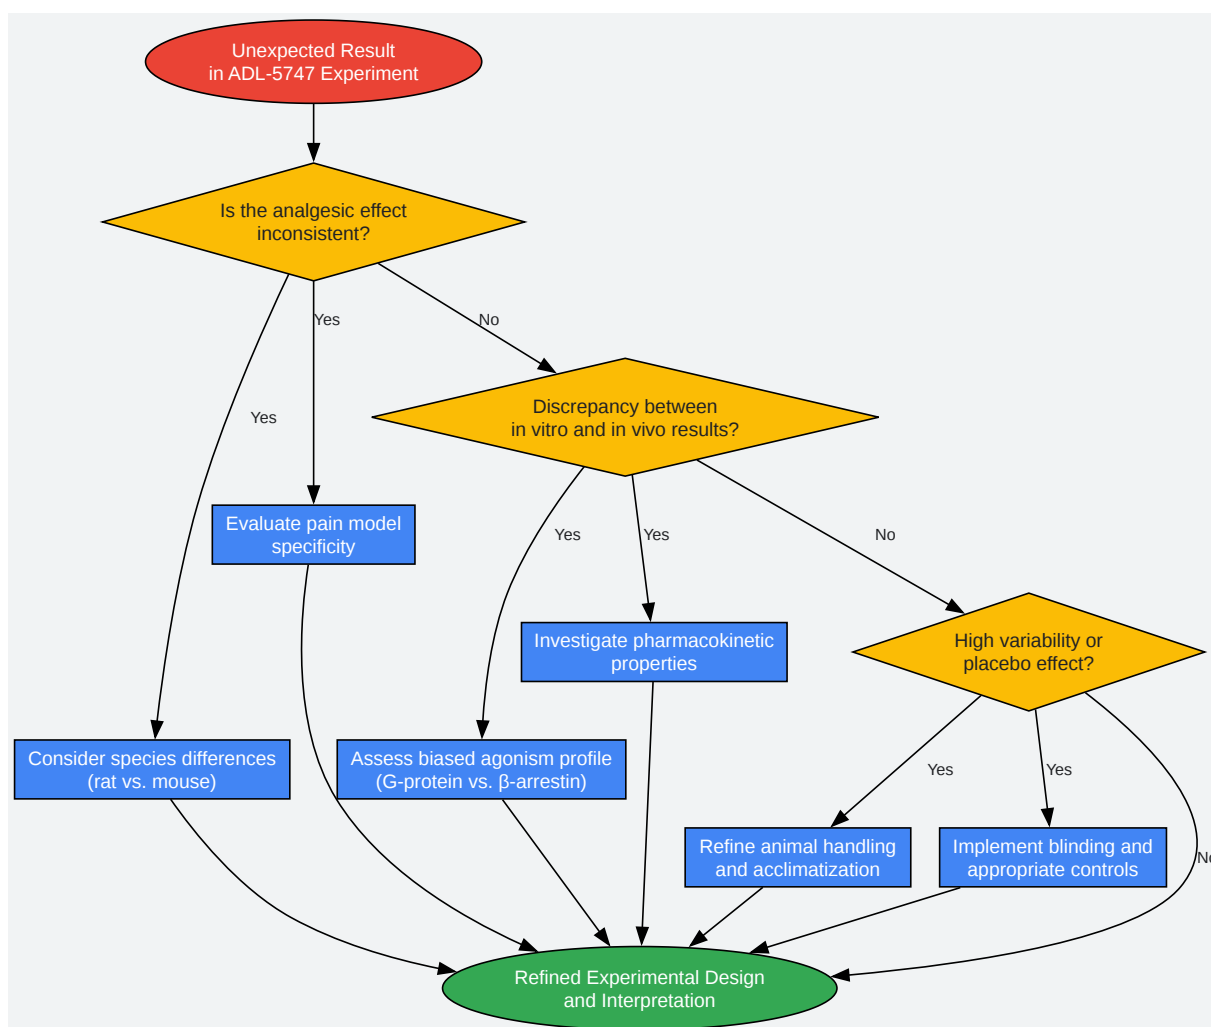 Unexpected Result
in ADL-5747 Experiment
Is the analgesic effect
inconsistent?
Yes
No
Discrepancy between
in vitro and in vivo results?
Yes
Evaluate pain model
specificity
Yes
Yes
No
Investigate pharmacokinetic
properties
High variability or
placebo effect?
Consider species differences
(rat vs. mouse)
Assess biased agonism profile
(G-protein vs. β-arrestin)
Yes
Yes
Refine animal handling
and acclimatization
Implement blinding and
appropriate controls
No
Refined Experimental Design
and Interpretation